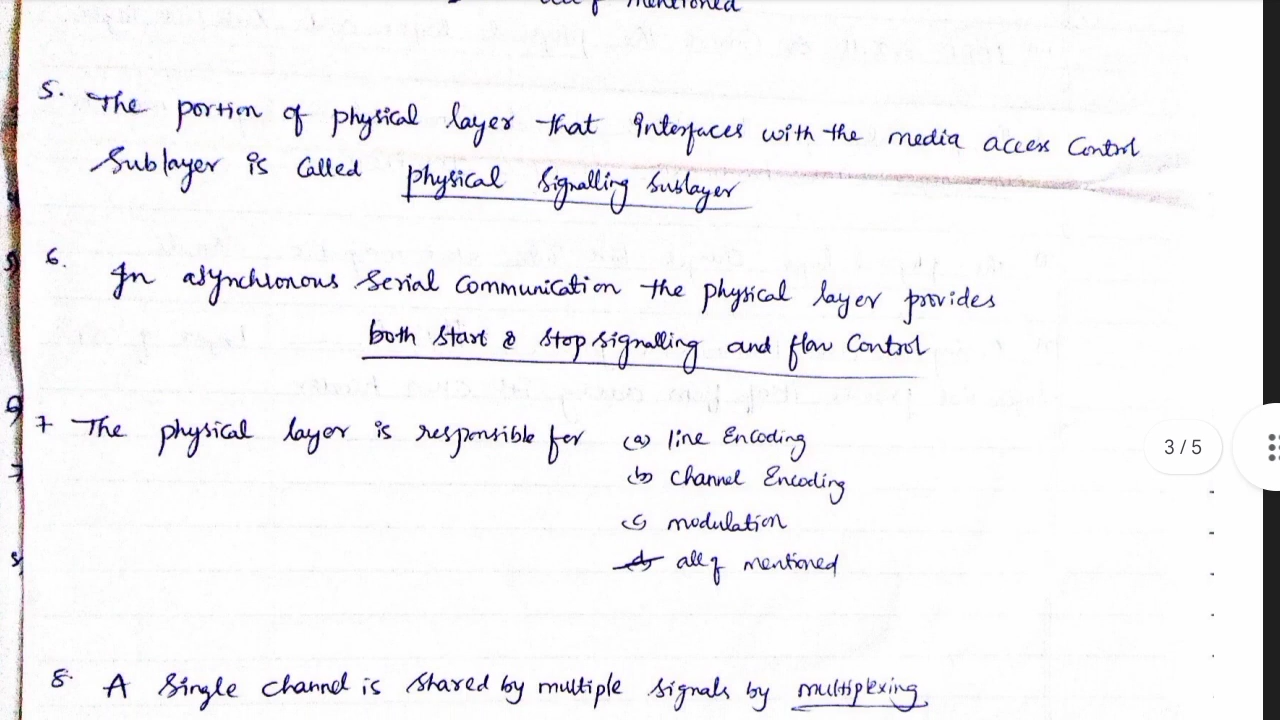 all of mentioned
5. The portion of physical layer that interfaces with the media access Control
Sublayer is Called physical Signalling Sublayer
6. In asynchronous Serial Communication the physical layer provides
both start & stop signalling and flow Control
7 The physical layer is responsible for (a) line Encoding
(b) Channel Encoding
(c) modulation
(d) all of mentioned
3 / 5
8. A Single channel is shared by multiple signals by multiplexing